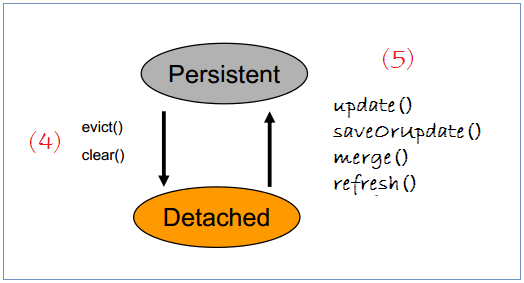 Persistent
(5)
(4)
evict()
clear()
update()
saveOrUpdate()
merge()
refresh()
Detached